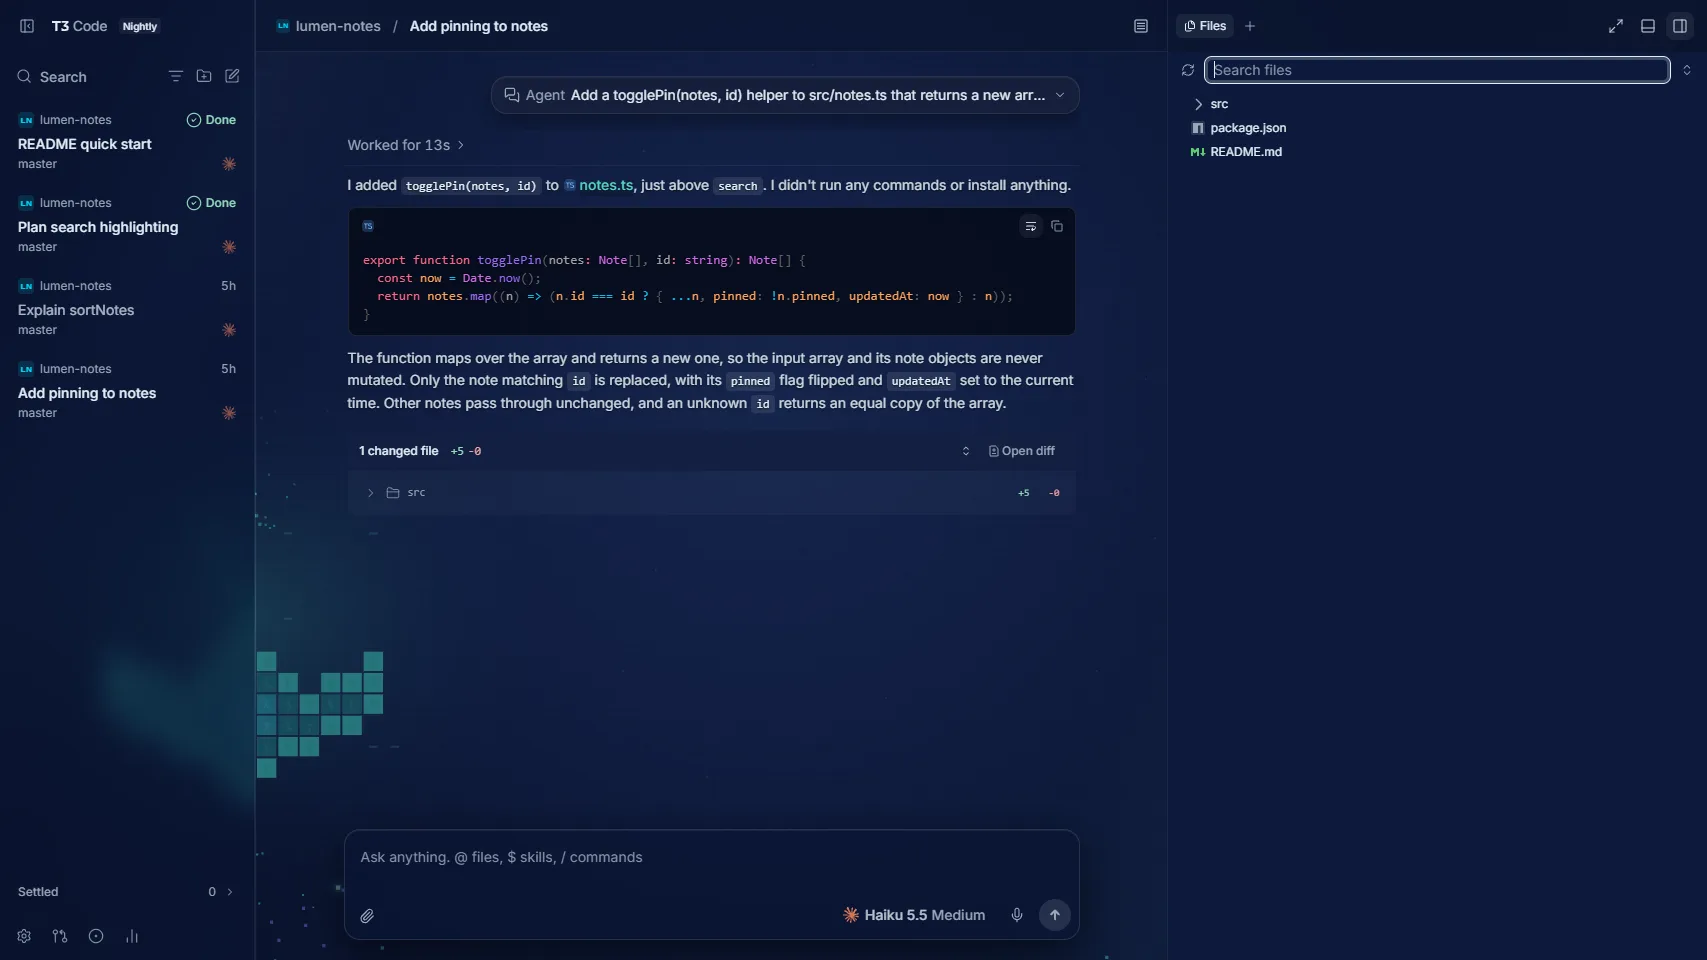 T3 Code Nightly
Search
LN lumen-notes Done
README quick start
master
LN lumen-notes Done
Plan search highlighting
master
LN lumen-notes 5h
Explain sortNotes
master
LN lumen-notes 5h
Add pinning to notes
master
Settled 0
LN lumen-notes / Add pinning to notes
Agent Add a togglePin(notes, id) helper to src/notes.ts that returns a new arr...
Worked for 13s
I added togglePin(notes, id) to TS notes.ts, just above search. I didn't run any commands or install anything.
TS
export function togglePin(notes: Note[], id: string): Note[] {
const now = Date.now();
return notes.map((n) => (n.id === id ? { ...n, pinned: !n.pinned, updatedAt: now } : n));
}
The function maps over the array and returns a new one, so the input array and its note objects are never
mutated. Only the note matching id is replaced, with its pinned flag flipped and updatedAt set to the current
time. Other notes pass through unchanged, and an unknown id returns an equal copy of the array.
1 changed file +5 -0 Open diff
src +5 -0
Ask anything. @ files, $ skills, / commands
Haiku 5.5 Medium
Files
Search files
src
package.json
M↓ README.md